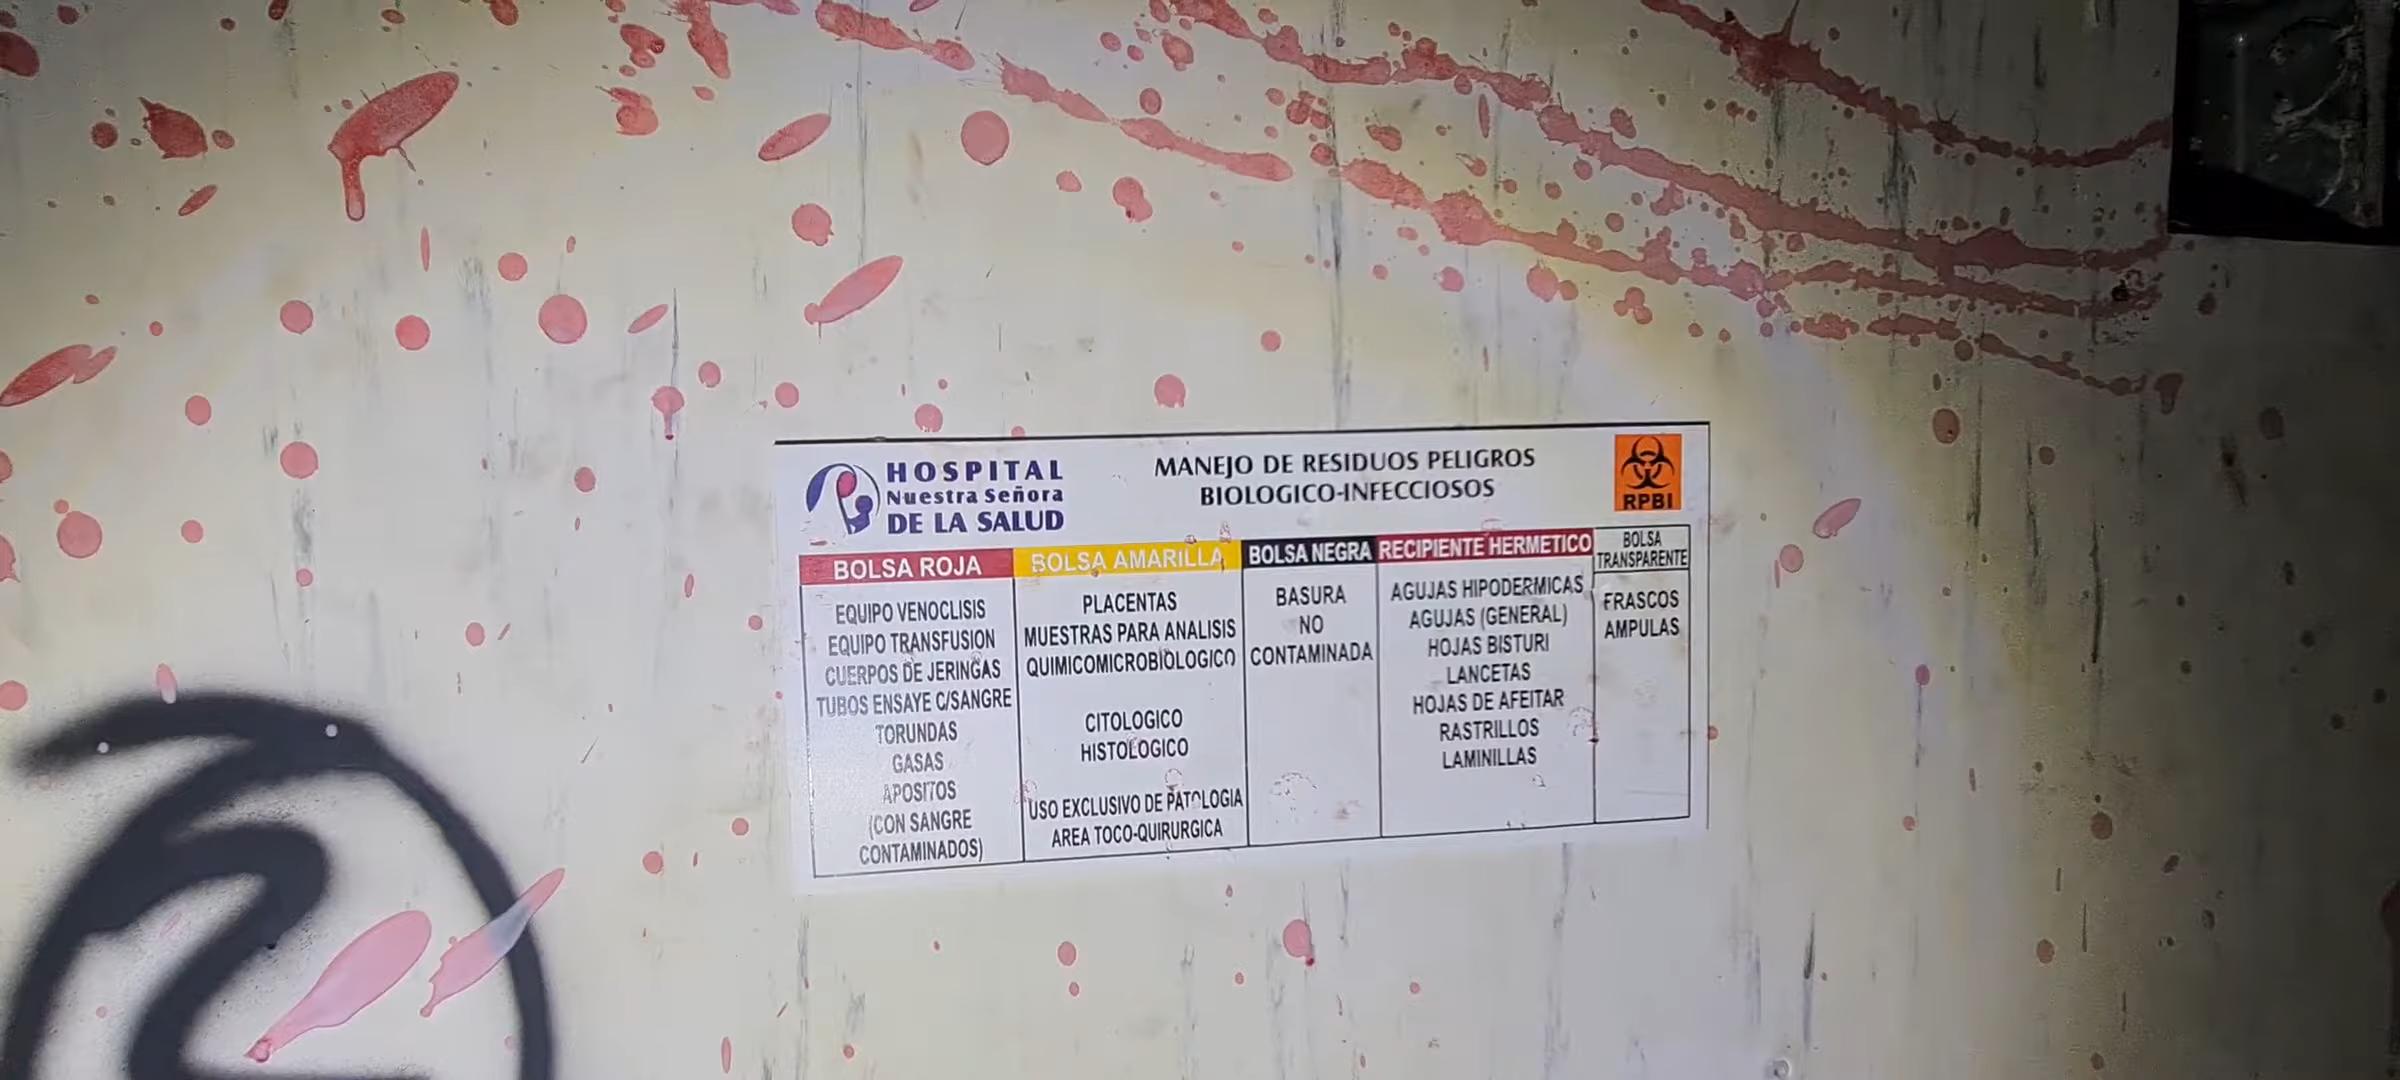 HOSPITAL
Nuestra Señora
DE LA SALUD
MANEJO DE RESIDUOS PELIGROS
BIOLOGICO-INFECCIOSOS
RPBI
BOLSA ROJA
EQUIPO VENOCLISIS
EQUIPO TRANSFUSION
CUERPOS DE JERINGAS
TUBOS ENSAYE C/SANGRE
TORUNDAS
GASAS
APOSITOS
(CON SANGRE
CONTAMINADOS)
BOLSA AMARILLA
PLACENTAS
MUESTRAS PARA ANALISIS
QUIMICOMICROBIOLOGICO
CITOLOGICO
HISTOLOGICO
USO EXCLUSIVO DE PATOLOGIA
AREA TOCO-QUIRURGICA
BOLSA NEGRA
BASURA
NO
CONTAMINADA
RECIPIENTE HERMETICO
AGUJAS HIPODERMICAS
AGUJAS (GENERAL)
HOJAS BISTURI
LANCETAS
HOJAS DE AFEITAR
RASTRILLOS
LAMINILLAS
BOLSA
TRANSPARENTE
FRASCOS
AMPULAS